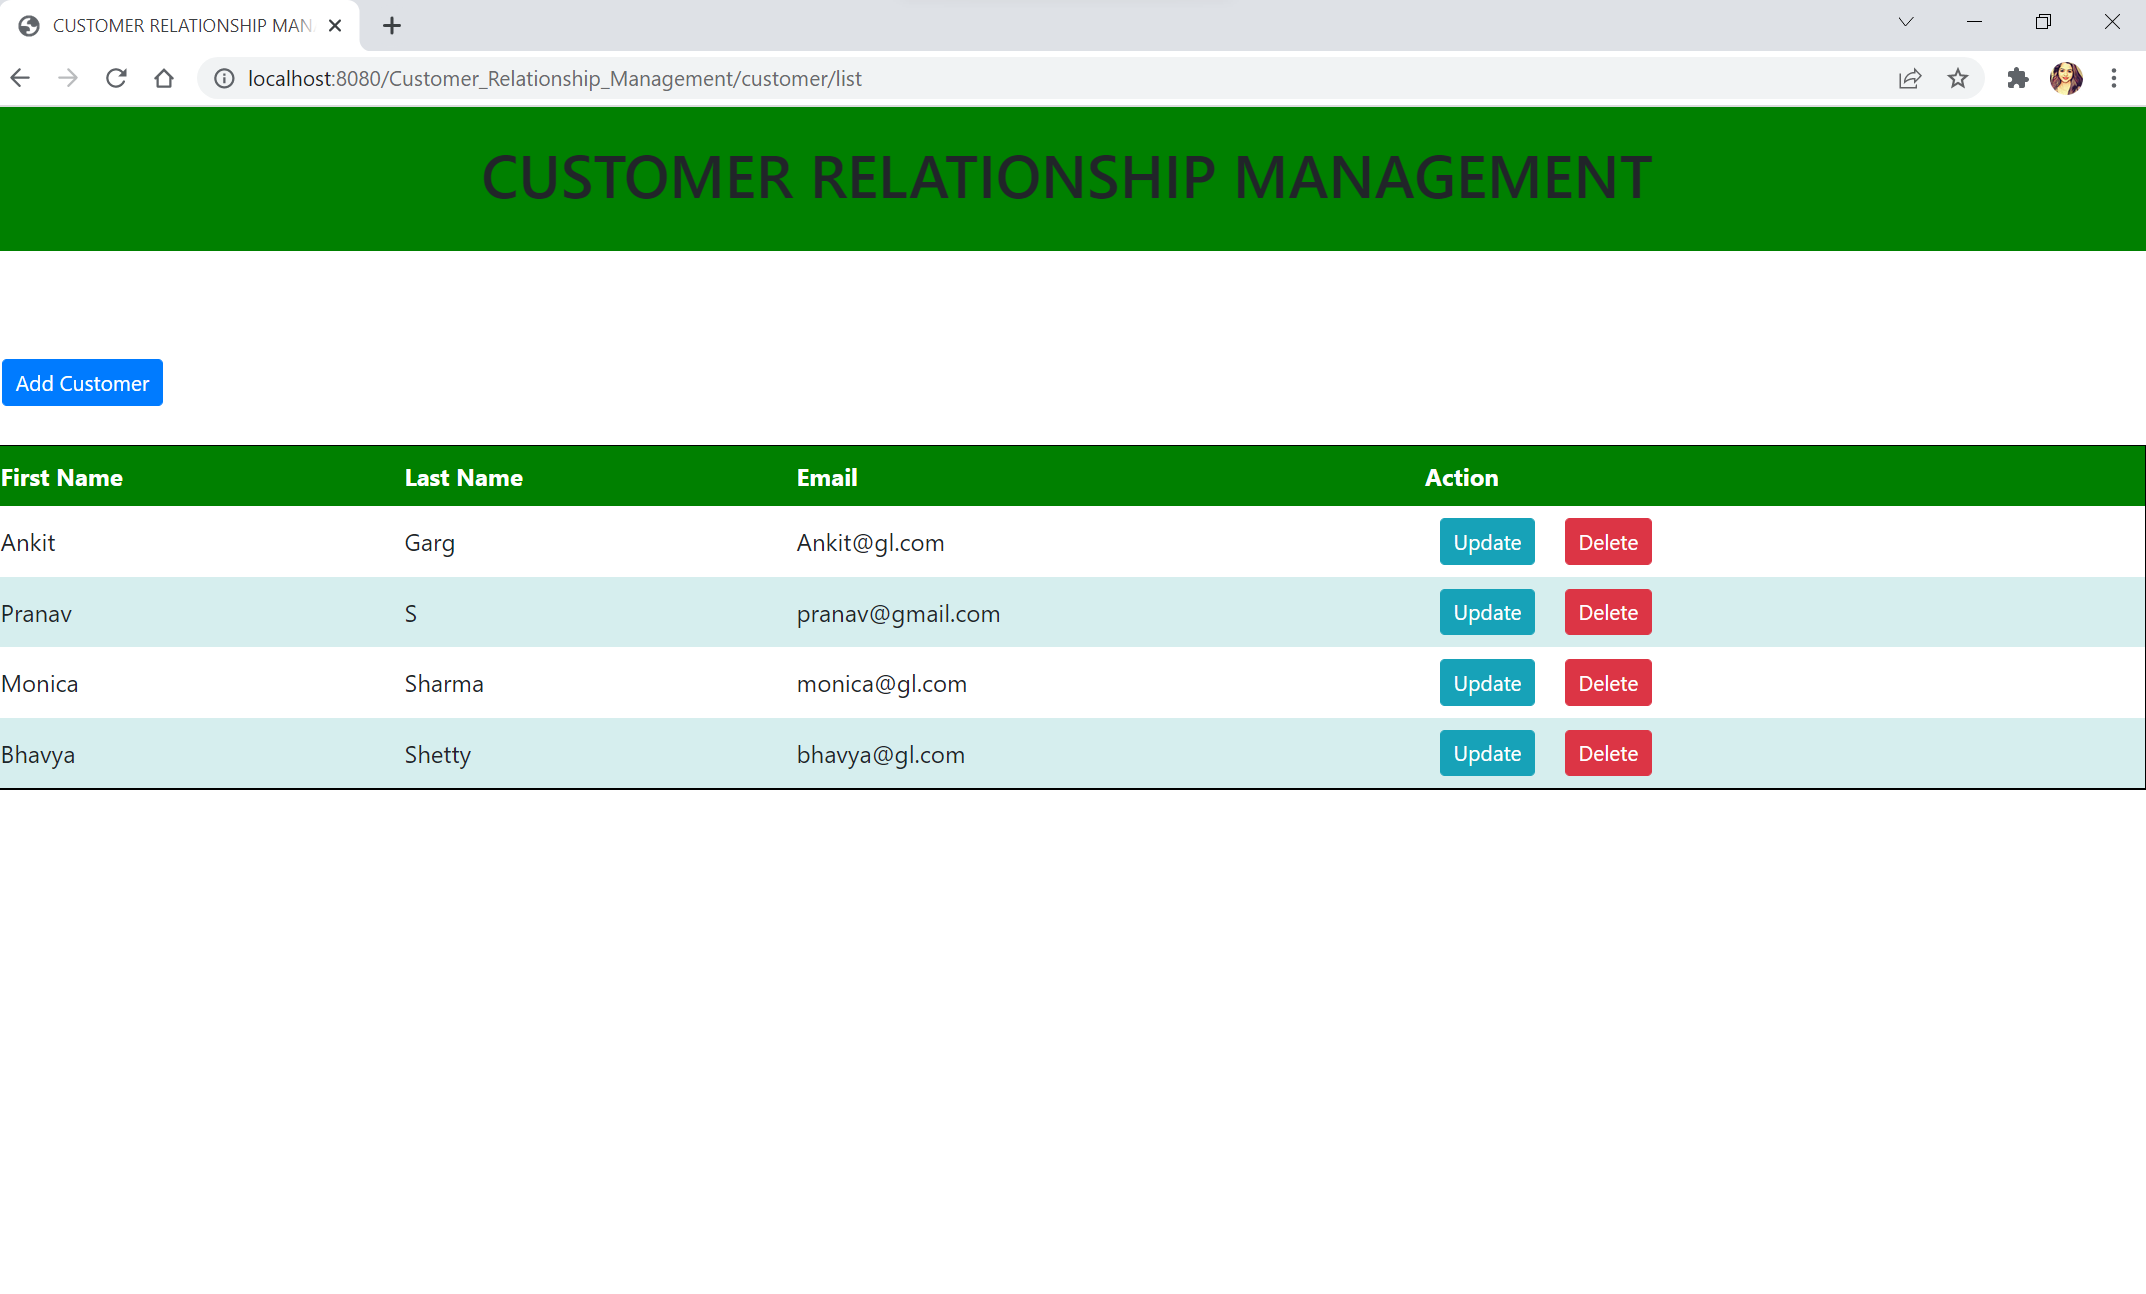 CUSTOMER RELATIONSHIP MAN
localhost:8080/Customer_Relationship_Management/customer/list
CUSTOMER RELATIONSHIP MANAGEMENT
Add Customer
First Name Last Name Email Action
Ankit Garg Ankit@gl.com Update Delete
Pranav S pranav@gmail.com Update Delete
Monica Sharma monica@gl.com Update Delete
Bhavya Shetty bhavya@gl.com Update Delete